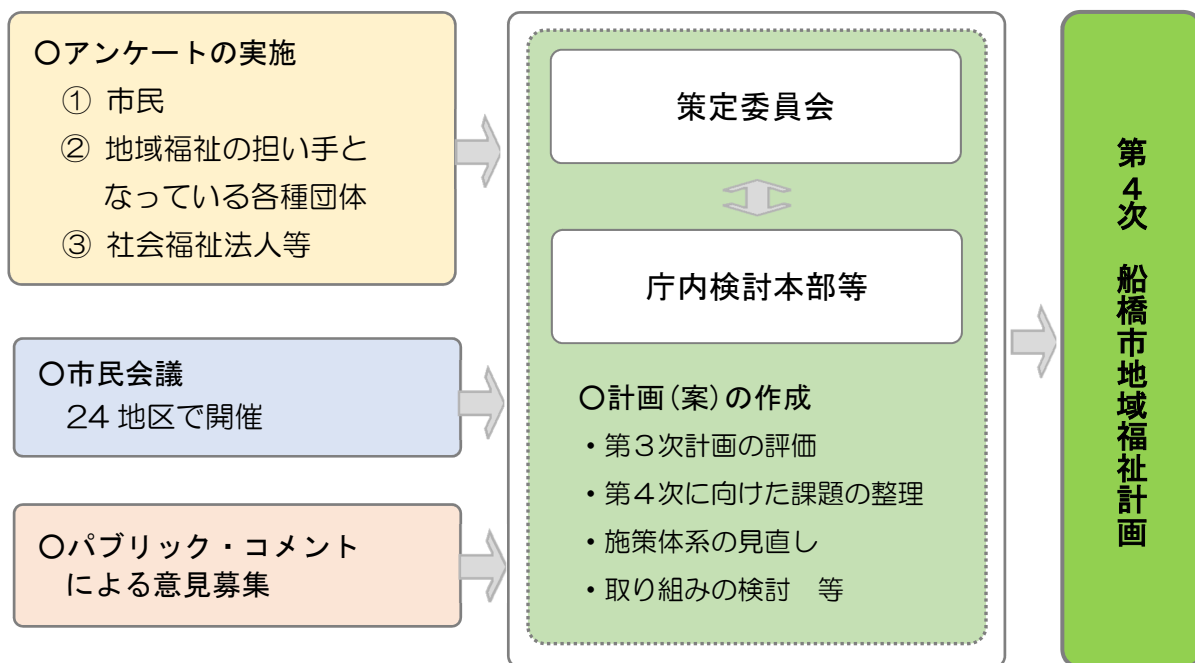 〇アンケートの実施
① 市民
② 地域福祉の担い手と
なっている各種団体
③ 社会福祉法人等
〇市民会議
24 地区で開催
〇パブリック・コメント
による意見募集
策定委員会
庁内検討本部等
〇計画(案)の作成
・第３次計画の評価
・第４次に向けた課題の整理
・施策体系の見直し
・取り組みの検討　等
第４次　船橋市地域福祉計画